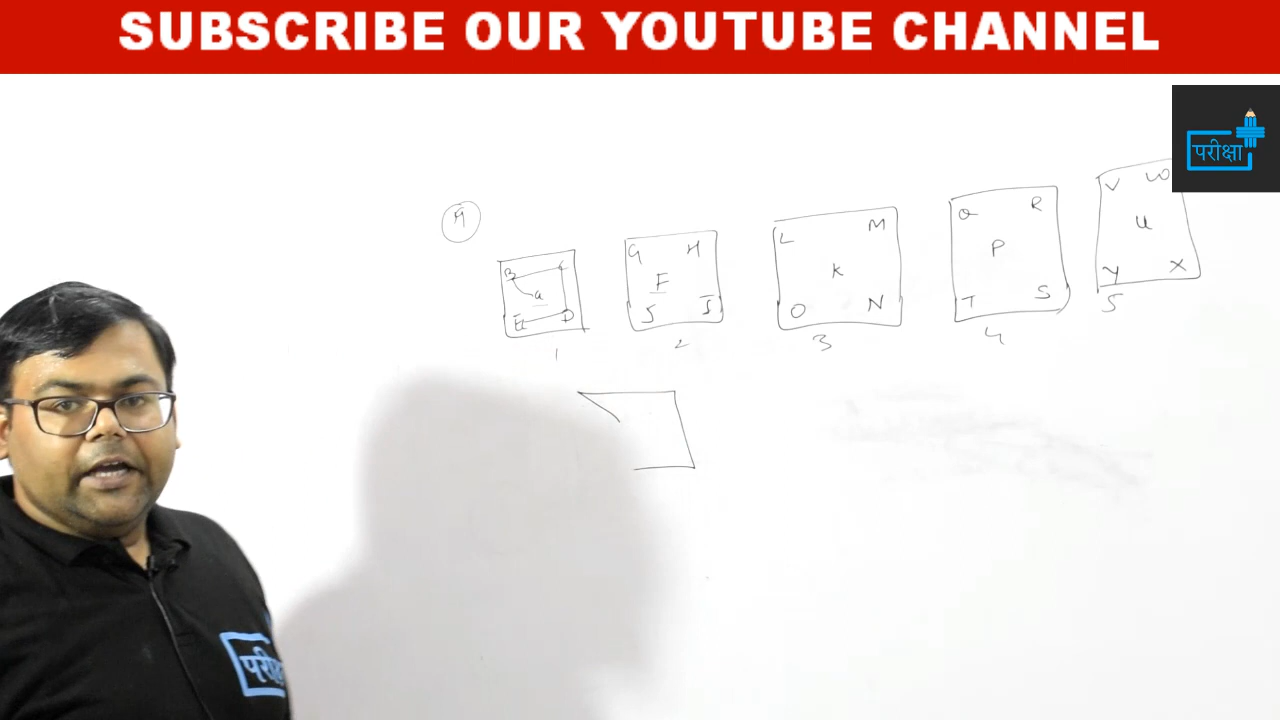 SUBSCRIBE OUR YOUTUBE CHANNEL
परीक्षा
B C G H L M Q R V W
a F K P U
E D J I O N T S Y X
1 2 3 4 5